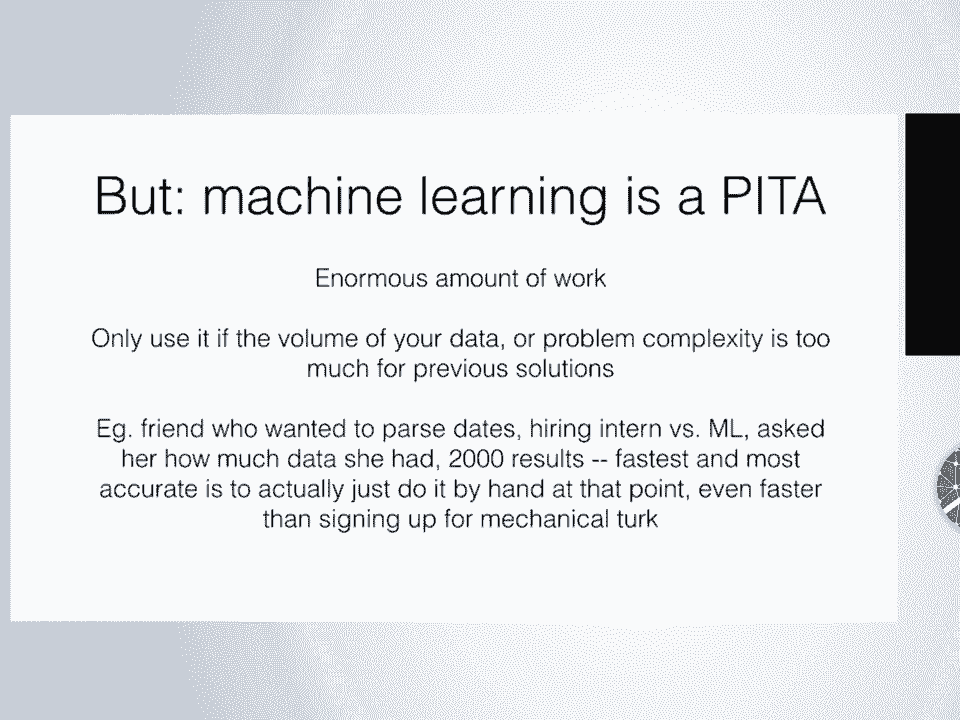 But: machine learning is a PITA
Enormous amount of work
Only use it if the volume of your data, or problem complexity is too
much for previous solutions
Eg. friend who wanted to parse dates, hiring intern vs. ML, asked
her how much data she had, 2000 results -- fastest and most
accurate is to actually just do it by hand at that point, even faster
than signing up for mechanical turk